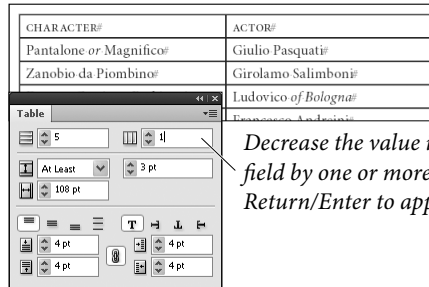 CHARACTER# ACTOR#
Pantalone or Magnifico# Giulio Pasquati#
Zanobio da Piombino# Girolamo Salimboni#
Ludovico of Bologna#
Francesco Andreini#
Table
5 1
At Least 3 pt
108 pt
T T T T
4 pt 4 pt
4 pt 4 pt
Decrease the value
field by one or more
Return/Enter to